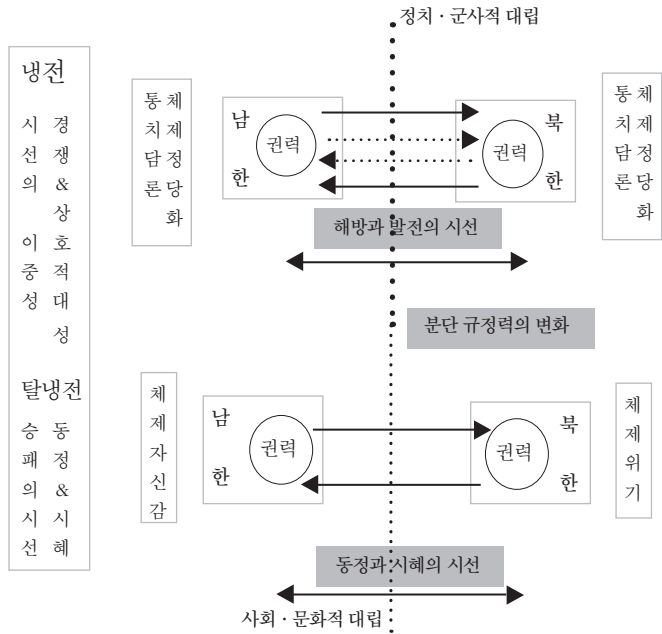 정치 · 군사적 대립
냉전
경쟁 & 상호적대성
시선의 이중성
체제정당화
통치담론
남한
권력
북한
권력
체제정당화
통치담론
해방과 발전의 시선
분단 규정력의 변화
탈냉전
동정 & 시혜
승패의 시선
체제자신감
남한
권력
북한
권력
체제위기
동정과 시혜의 시선
사회 · 문화적 대립